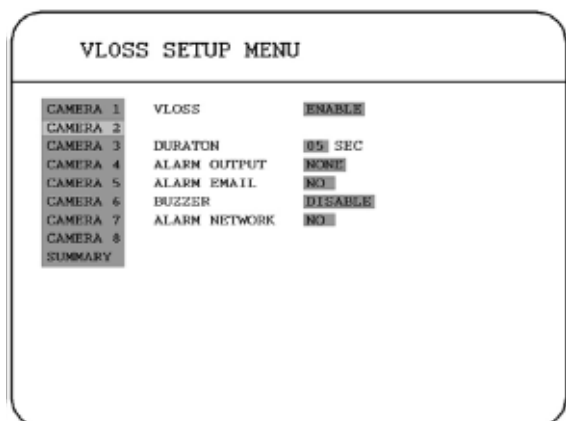 VLOSS SETUP MENU
CAMERA 1 VLOSS ENABLE
CAMERA 2
CAMERA 3 DURATON 05 SEC
CAMERA 4 ALARM OUTPUT NONE
CAMERA 5 ALARM EMAIL NO
CAMERA 6 BUZZER DISABLE
CAMERA 7 ALARM NETWORK NO
CAMERA 8
SUMMARY